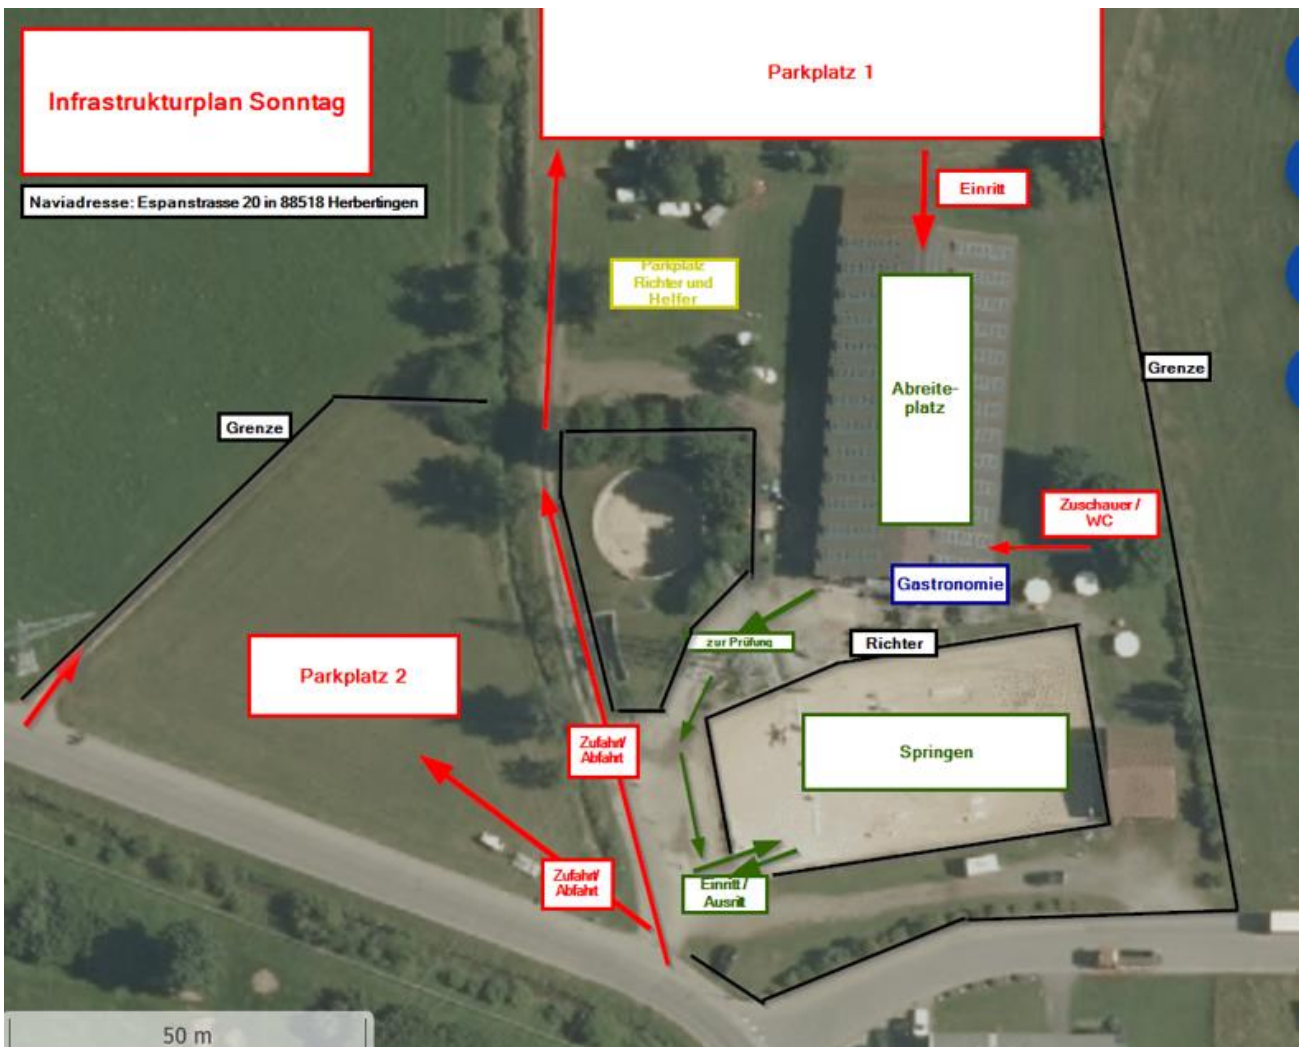 Parkplatz 1
Infrastrukturplan Sonntag
Naviadresse: Espanstrasse 20 in 88518 Herbertingen
Einritt
Parkplatz
Richter und
Helfer
Grenze
Abreite-
platz
Grenze
Zuschauer /
WC
Gastronomie
zur Prüfung
Richter
Parkplatz 2
Zufahrt/
Abfahrt
Springen
Zufahrt/
Abfahrt
Einritt /
Ausritt
50 m